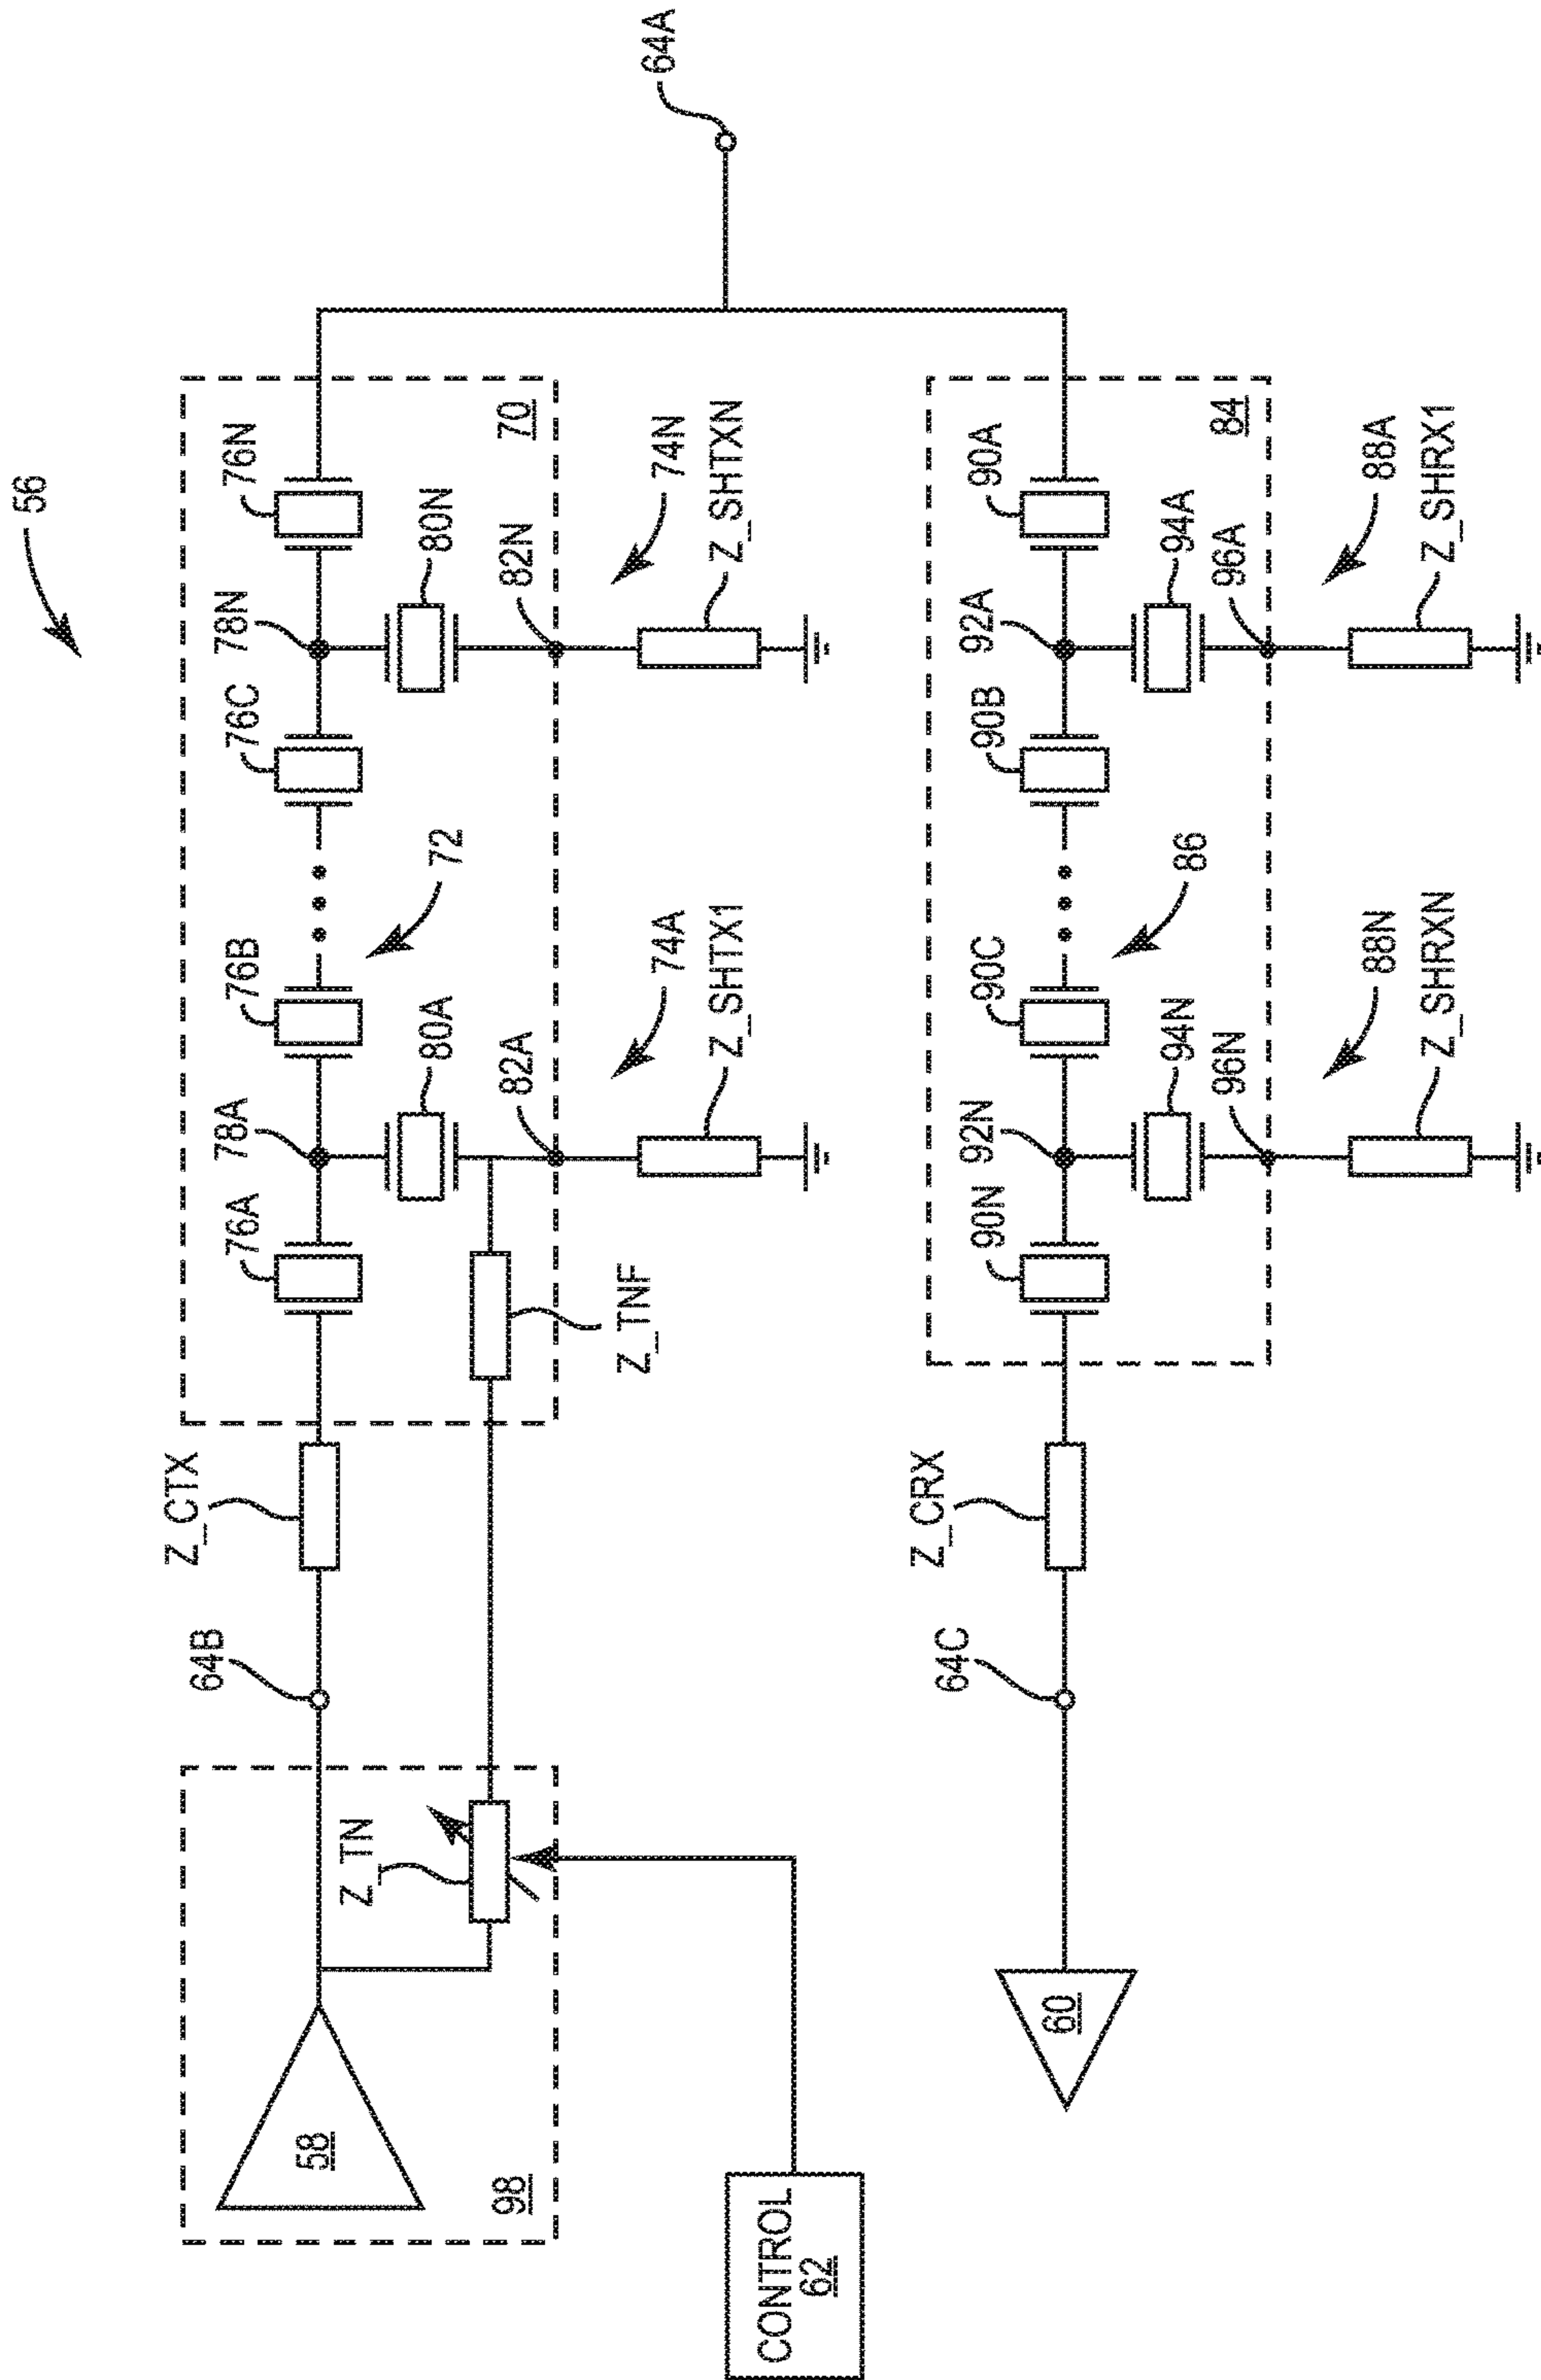 56
64A
76N
78N
76C
76B
78A
76A
Z_CTX
64B
70
80N
82N
72
80A
82A
74N
Z_SHTXN
74A
Z_SHTX1
Z_TNF
Z_TN
58
98
CONTROL
62
90A
92A
90B
90C
92N
90N
Z_CRX
64C
60
84
94A
96A
86
94N
96N
88A
Z_SHRX1
88N
Z_SHRXN